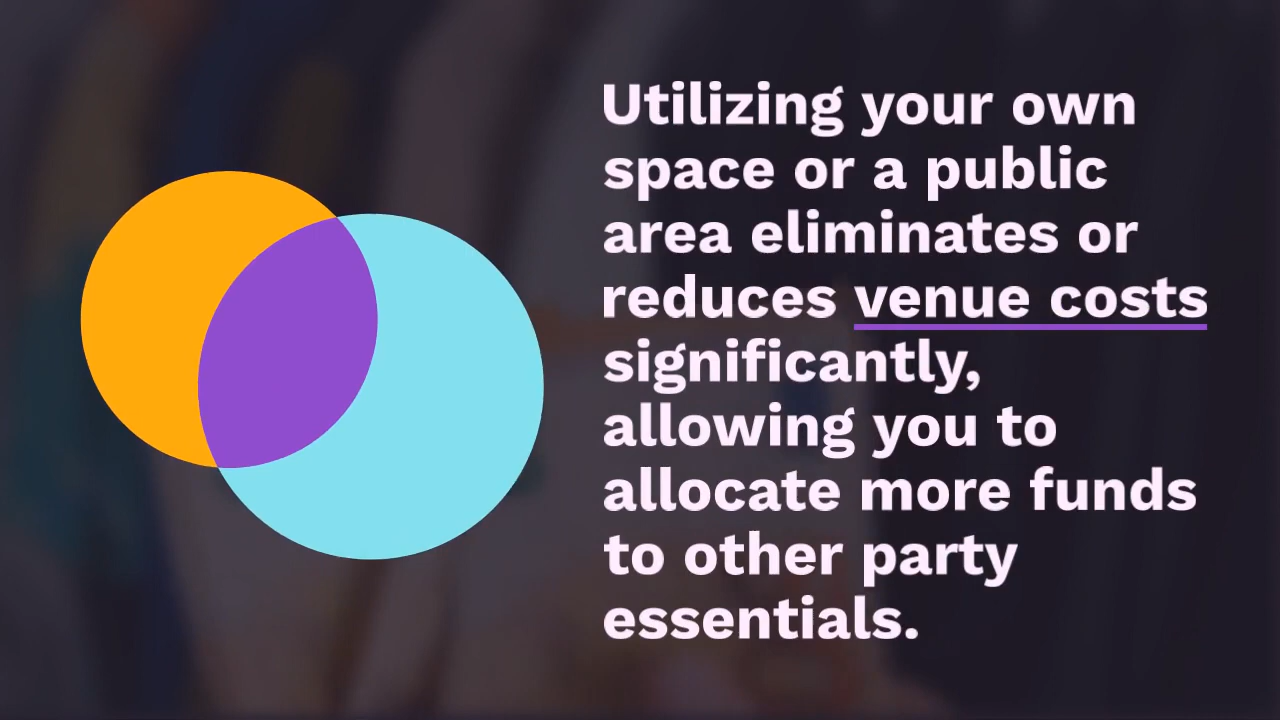 Utilizing your own
space or a public
area eliminates or
reduces venue costs
significantly,
allowing you to
allocate more funds
to other party
essentials.